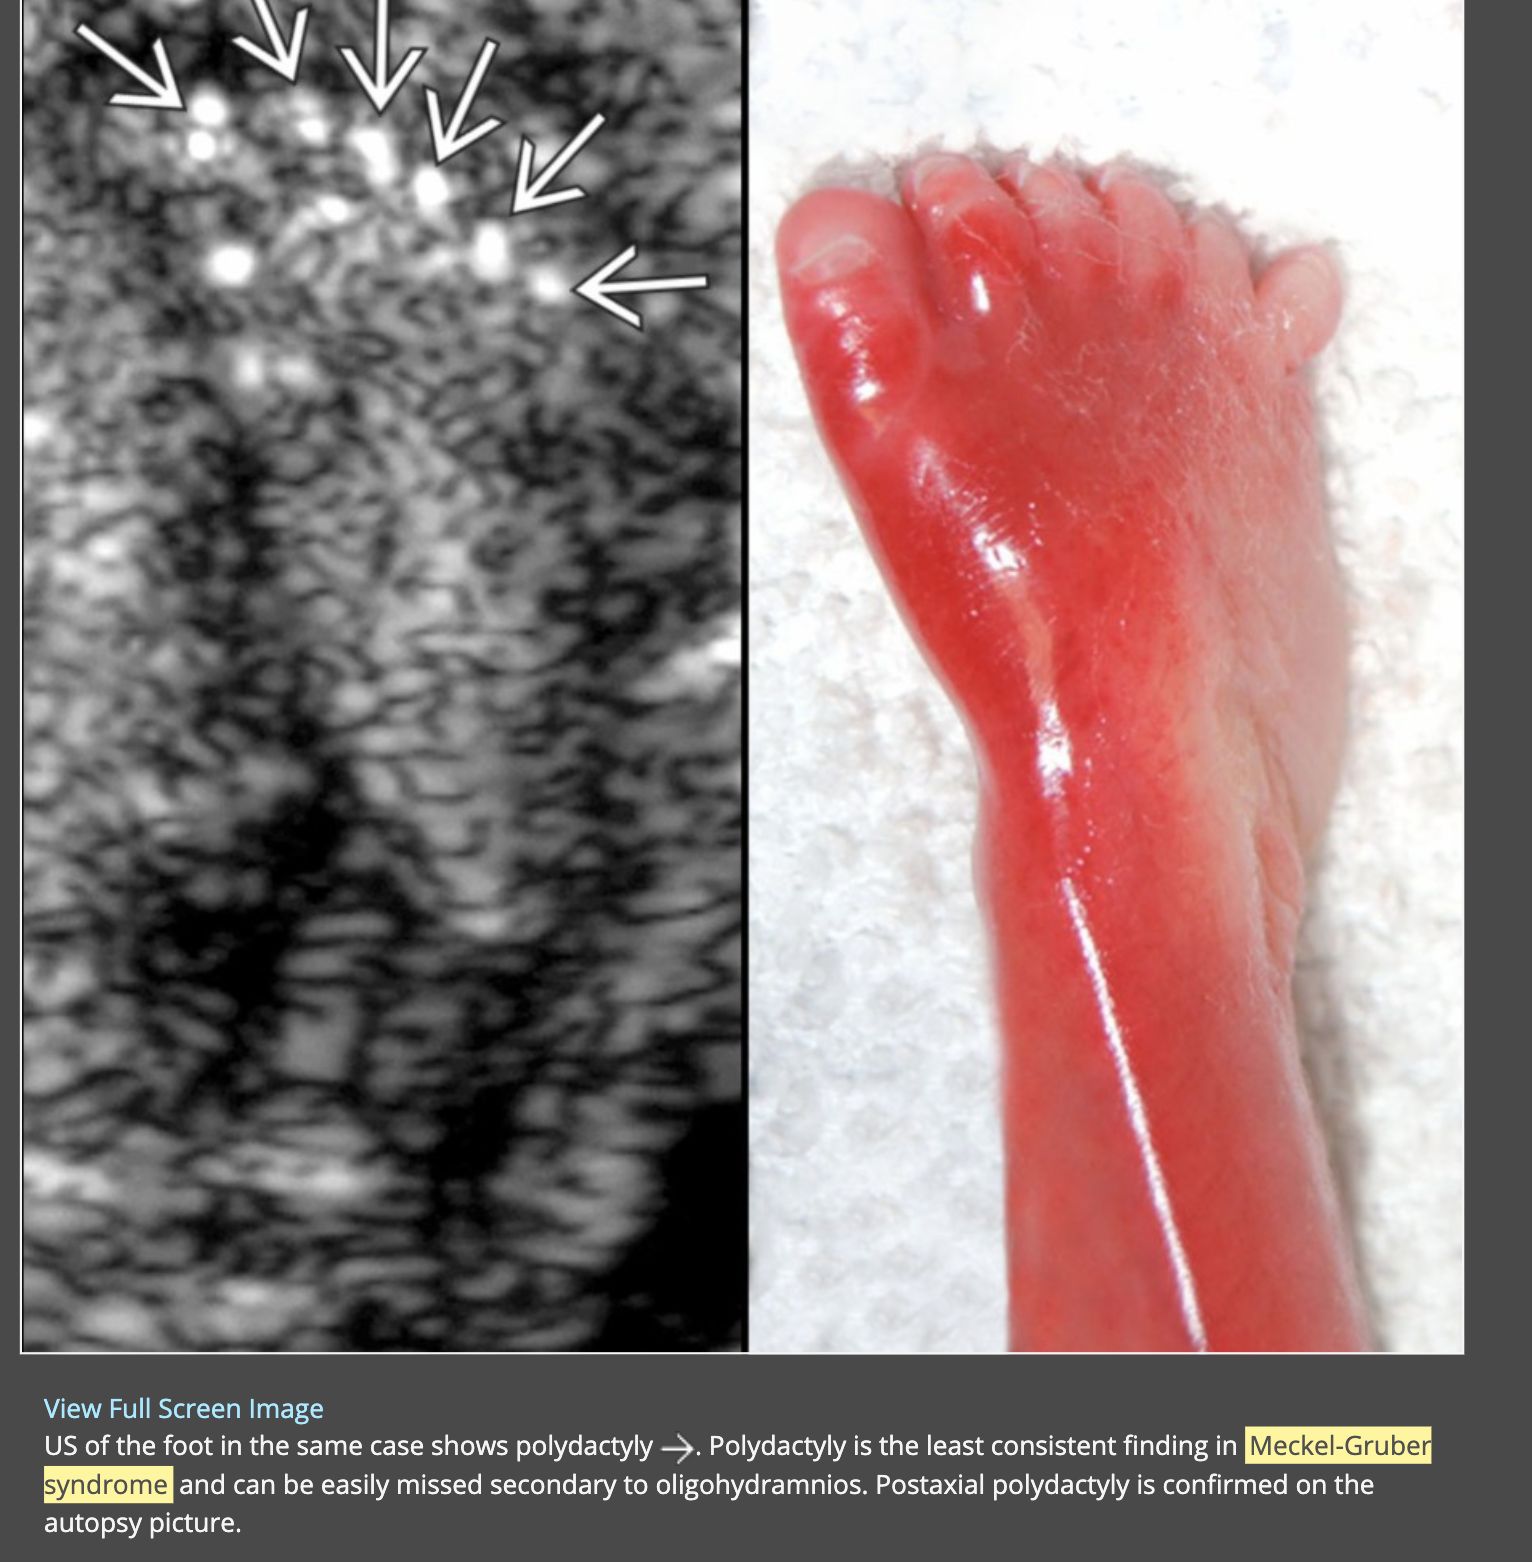 View Full Screen Image
US of the foot in the same case shows polydactyly →. Polydactyly is the least consistent finding in Meckel-Gruber
syndrome and can be easily missed secondary to oligohydramnios. Postaxial polydactyly is confirmed on the
autopsy picture.